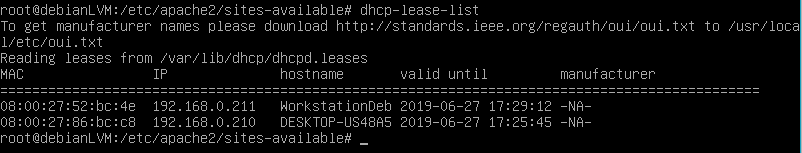 root@debianLVM:/etc/apache2/sites-available# dhcp-lease-list
To get manufacturer names please download http://standards.ieee.org/regauth/oui/oui.txt to /usr/loca
l/etc/oui.txt
Reading leases from /var/lib/dhcp/dhcpd.leases
MAC                IP              hostname       valid until         manufacturer
===============================================================================================
08:00:27:52:bc:4e  192.168.0.211   WorkstationDeb 2019-06-27 17:29:12 -NA-
08:00:27:86:bc:c8  192.168.0.210   DESKTOP-US48A5 2019-06-27 17:25:45 -NA-
root@debianLVM:/etc/apache2/sites-available# _